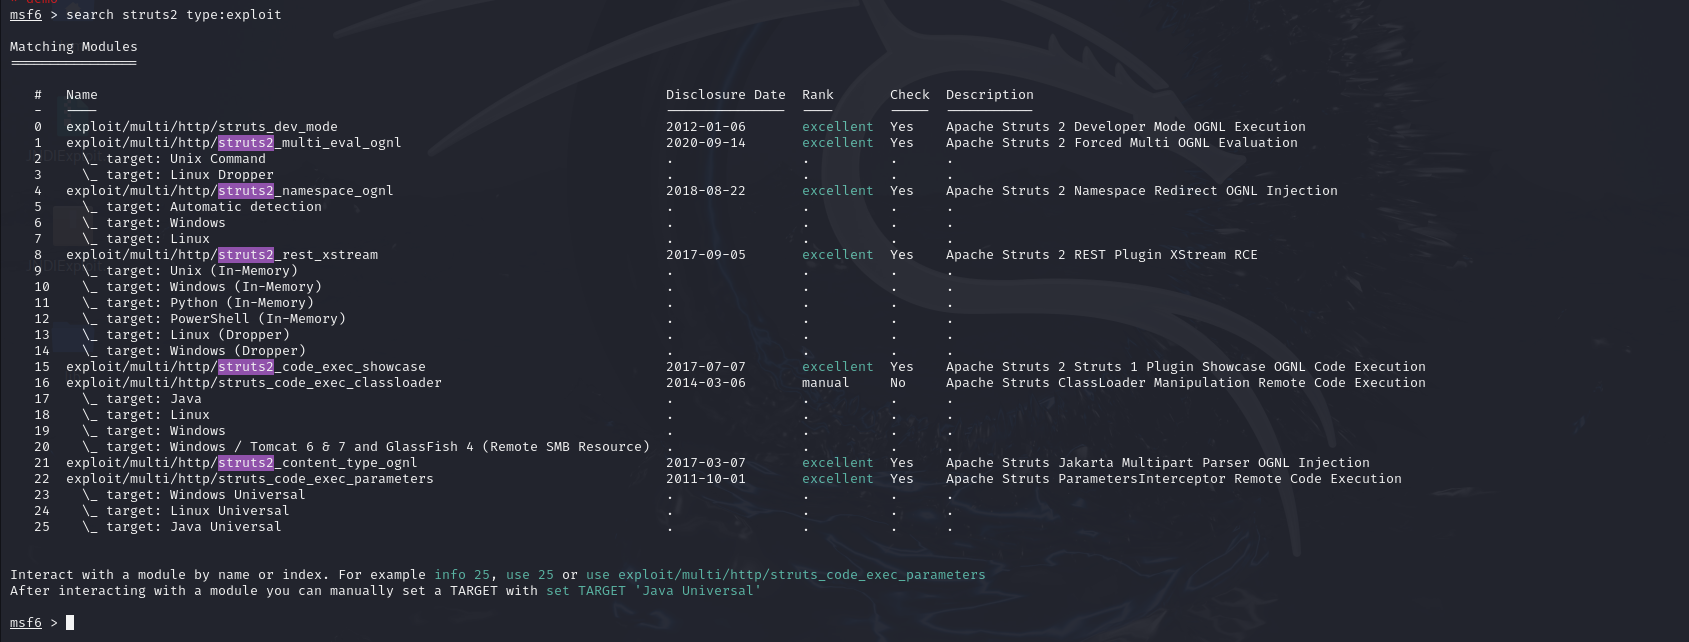 * demo
msf6 > search struts2 type:exploit
Matching Modules
================
# Name Disclosure Date Rank Check Description
- ---- --------------- ---- ----- -----------
0 exploit/multi/http/struts_dev_mode 2012-01-06 excellent Yes Apache Struts 2 Developer Mode OGNL Execution
1 exploit/multi/http/struts2_multi_eval_ognl 2020-09-14 excellent Yes Apache Struts 2 Forced Multi OGNL Evaluation
2 \_ target: Unix Command . . . .
3 \_ target: Linux Dropper . . . .
4 exploit/multi/http/struts2_namespace_ognl 2018-08-22 excellent Yes Apache Struts 2 Namespace Redirect OGNL Injection
5 \_ target: Automatic detection . . . .
6 \_ target: Windows . . . .
7 \_ target: Linux . . . .
8 exploit/multi/http/struts2_rest_xstream 2017-09-05 excellent Yes Apache Struts 2 REST Plugin XStream RCE
9 \_ target: Unix (In-Memory) . . . .
10 \_ target: Windows (In-Memory) . . . .
11 \_ target: Python (In-Memory) . . . .
12 \_ target: PowerShell (In-Memory) . . . .
13 \_ target: Linux (Dropper) . . . .
14 \_ target: Windows (Dropper) . . . .
15 exploit/multi/http/struts2_code_exec_showcase 2017-07-07 excellent Yes Apache Struts 2 Struts 1 Plugin Showcase OGNL Code Execution
16 exploit/multi/http/struts_code_exec_classloader 2014-03-06 manual No Apache Struts ClassLoader Manipulation Remote Code Execution
17 \_ target: Java . . . .
18 \_ target: Linux . . . .
19 \_ target: Windows . . . .
20 \_ target: Windows / Tomcat 6 & 7 and GlassFish 4 (Remote SMB Resource) . . . .
21 exploit/multi/http/struts2_content_type_ognl 2017-03-07 excellent Yes Apache Struts Jakarta Multipart Parser OGNL Injection
22 exploit/multi/http/struts_code_exec_parameters 2011-10-01 excellent Yes Apache Struts ParametersInterceptor Remote Code Execution
23 \_ target: Windows Universal . . . .
24 \_ target: Linux Universal . . . .
25 \_ target: Java Universal . . . .
Interact with a module by name or index. For example info 25, use 25 or use exploit/multi/http/struts_code_exec_parameters
After interacting with a module you can manually set a TARGET with set TARGET 'Java Universal'
msf6 >